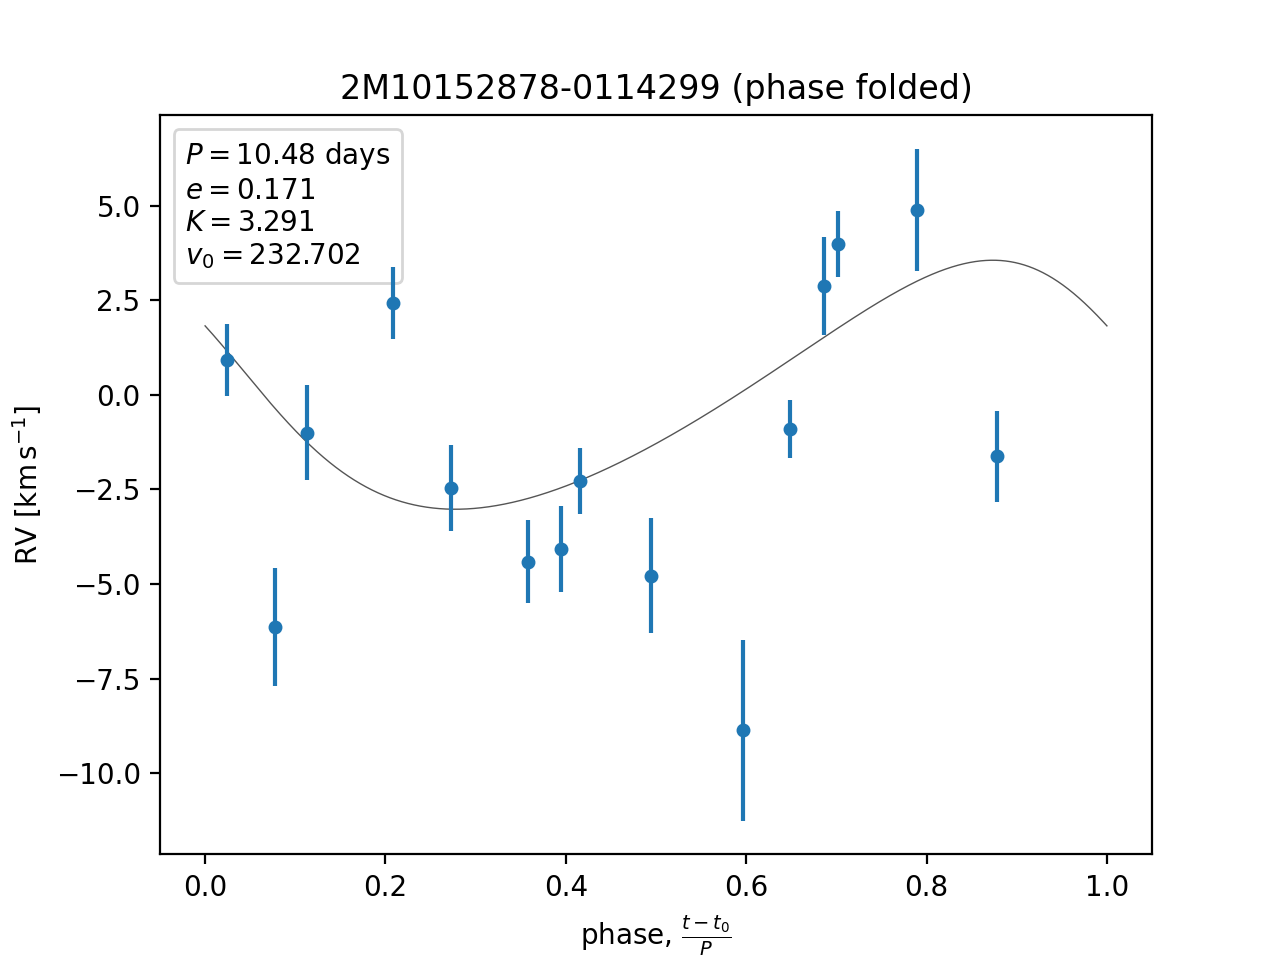 2M10152878-0114299 (phase folded)
P = 10.48 days
e = 0.171
K = 3.291
v₀ = 232.702
5.0
2.5
0.0
−2.5
−5.0
−7.5
−10.0
RV [km s⁻¹]
0.0 0.2 0.4 0.6 0.8 1.0
phase, (t − t₀)/P